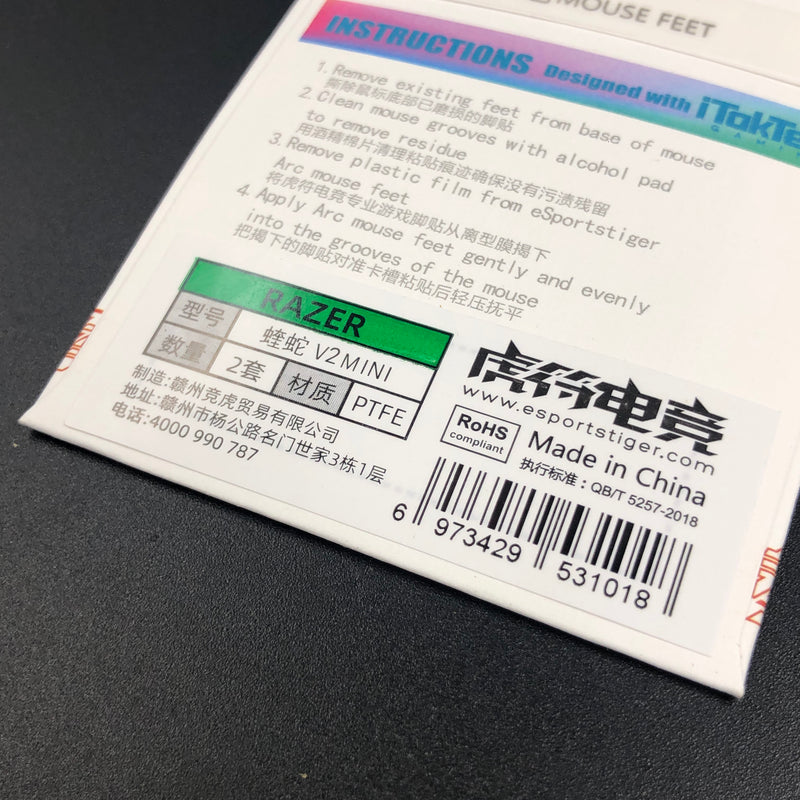 MOUSE FEET
INSTRUCTIONS Designed with iTakTe
GAMI
1. Remove existing feet from base of mouse
撕除鼠标底部已磨损的脚贴
2. Clean mouse grooves with alcohol pad
to remove residue
用酒精棉片清理粘贴痕迹确保没有污渍残留
3. Remove plastic film from eSportstiger
Arc mouse feet
将虎符电竞专业游戏脚贴从离型膜揭下
4. Apply Arc mouse feet gently and evenly
into the grooves of the mouse
把揭下的脚贴对准卡槽粘贴后轻压抚平
RAZER
型号 蝰蛇 V2MINI
数量 2套 材质 PTFE
制造:赣州竞虎贸易有限公司
地址:赣州市杨公路名门世家3栋1层
电话:4000 990 787
虎符电竞
www.esportstiger.com
RoHS
compliant
Made in China
执行标准:QB/T 5257-2018
6 973429 531018